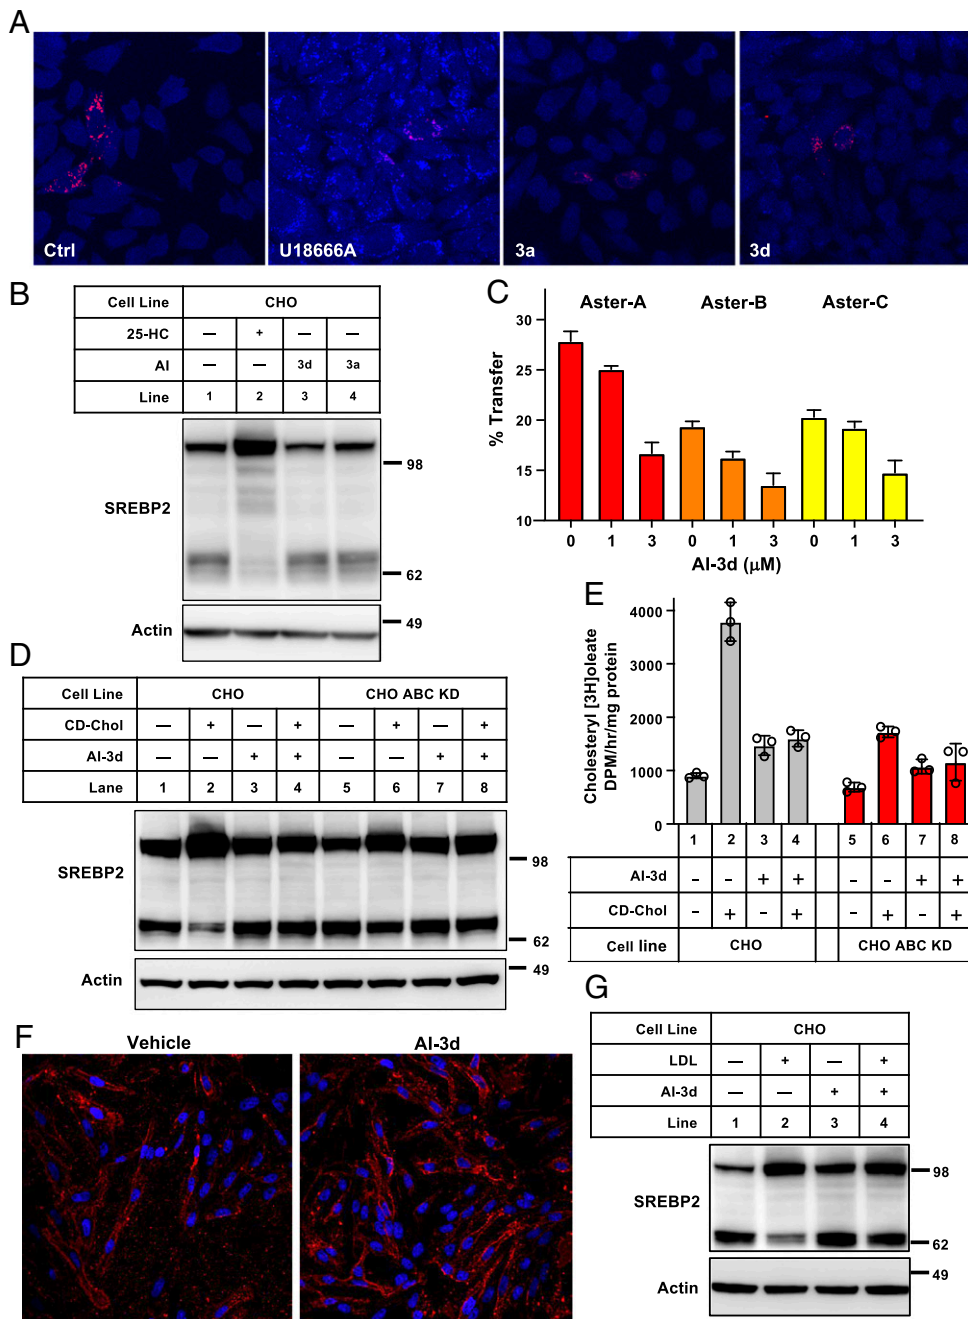 A
Ctrl
U18666A
3a
3d
B
Cell Line CHO
25-HC — + — —
AI — — 3d 3a
Line 1 2 3 4
SREBP2
98
62
Actin
49
C
Aster-A Aster-B Aster-C
% Transfer
30
25
20
15
10
0 1 3 0 1 3 0 1 3
AI-3d (μM)
D
Cell Line CHO CHO ABC KD
CD-Chol — + — + — + — +
AI-3d — — + + — — + +
Lane 1 2 3 4 5 6 7 8
SREBP2
98
62
Actin
49
E
Cholesteryl [3H]oleate
DPM/hr/mg protein
4000
3000
2000
1000
0
1 2 3 4 5 6 7 8
AI-3d - - + + - - + +
CD-Chol - + - + - + - +
Cell line CHO CHO ABC KD
F
Vehicle
AI-3d
G
Cell Line CHO
LDL — + — +
AI-3d — — + +
Line 1 2 3 4
SREBP2
98
62
Actin
49